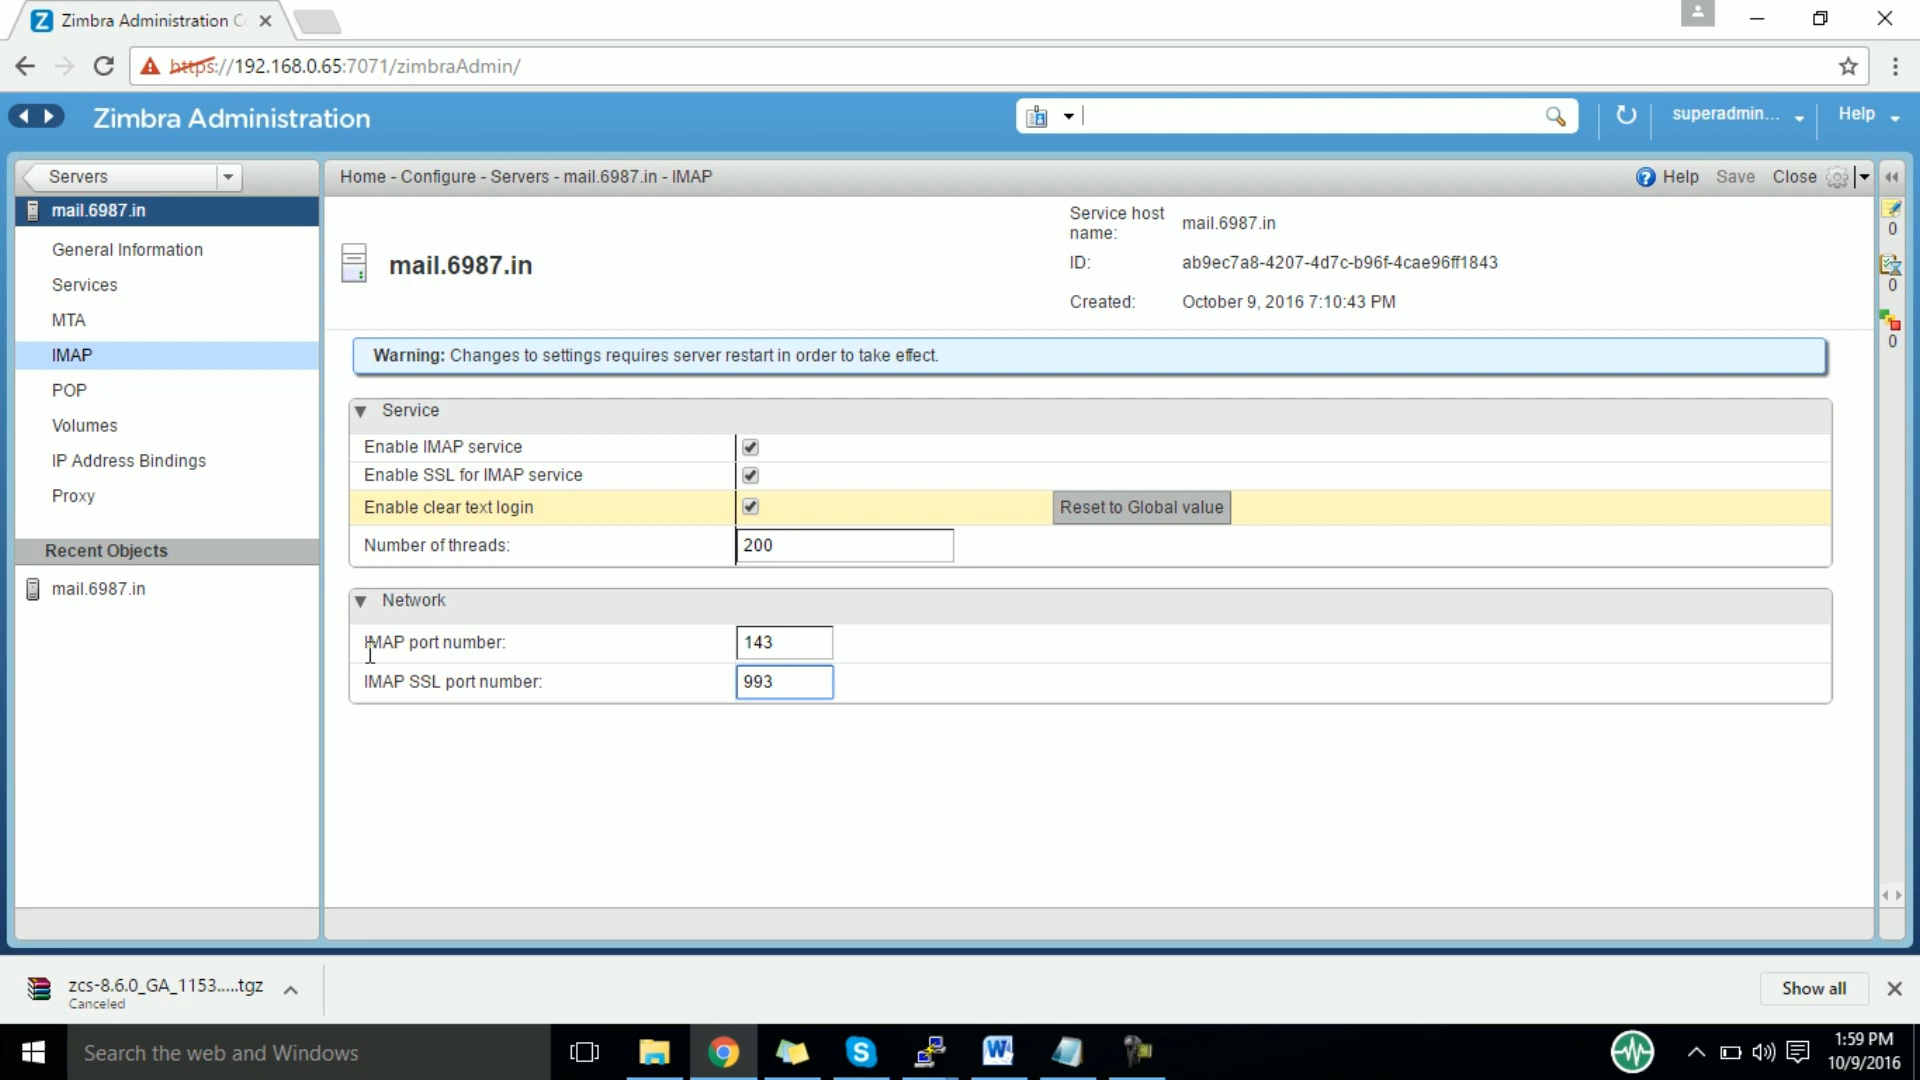 Zimbra Administration C
https://192.168.0.65:7071/zimbraAdmin/
Zimbra Administration
superadmin...
Help
Servers
Home - Configure - Servers - mail.6987.in - IMAP
Help
Save
Close
mail.6987.in
General Information
Services
MTA
IMAP
POP
Volumes
IP Address Bindings
Proxy
Recent Objects
mail.6987.in
mail.6987.in
Service host
name:
mail.6987.in
ID:
ab9ec7a8-4207-4d7c-b96f-4cae96ff1843
Created:
October 9, 2016 7:10:43 PM
0
0
0
Warning: Changes to settings requires server restart in order to take effect.
Service
Enable IMAP service
Enable SSL for IMAP service
Enable clear text login
Reset to Global value
Number of threads:
200
Network
IMAP port number:
143
IMAP SSL port number:
993
zcs-8.6.0_GA_1153.....tgz
Canceled
Show all
Search the web and Windows
1:59 PM
10/9/2016